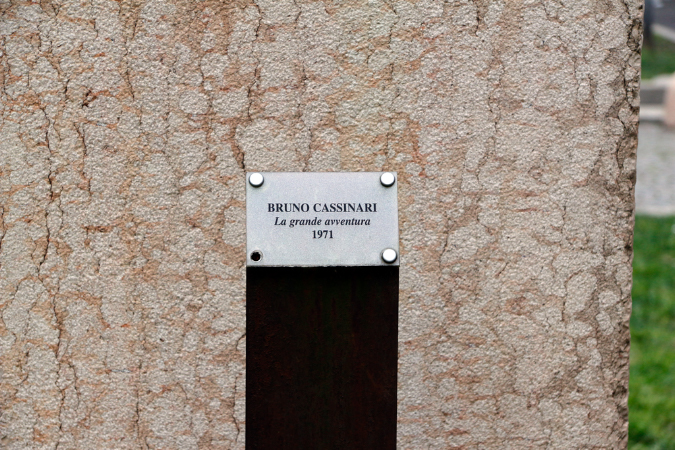 BRUNO CASSINARI
La grande avventura
1971